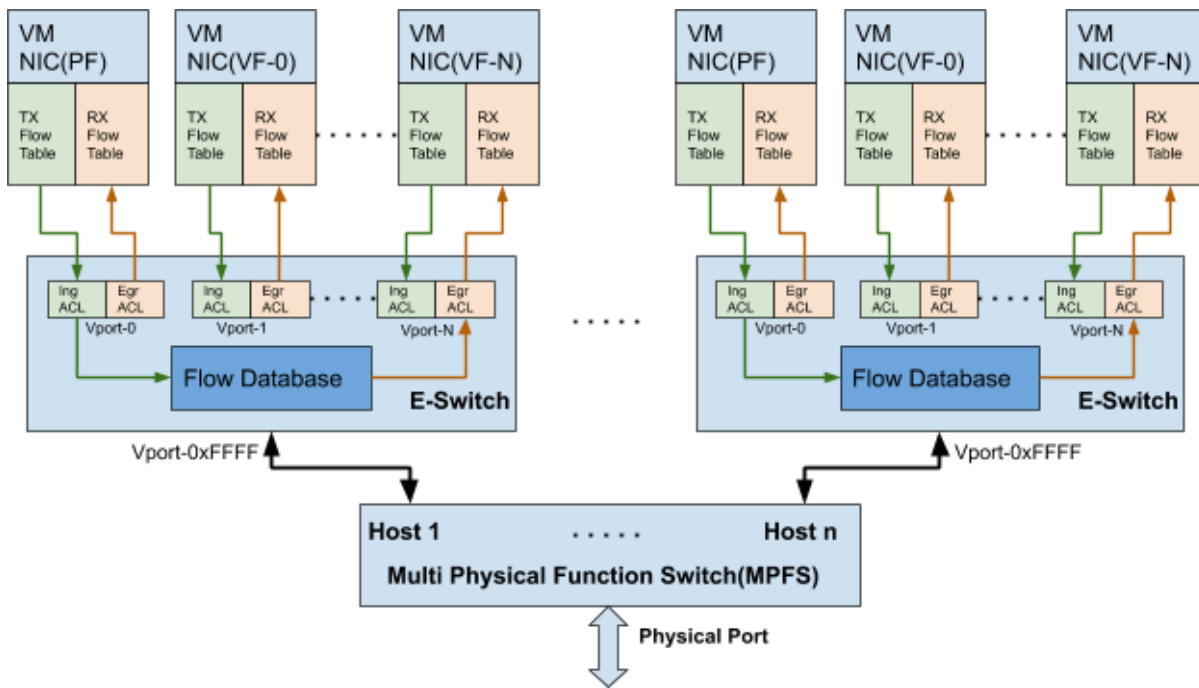 VM
NIC(PF)
TX
Flow
Table
RX
Flow
Table
VM
NIC(VF-0)
TX
Flow
Table
RX
Flow
Table
VM
NIC(VF-N)
TX
Flow
Table
RX
Flow
Table
VM
NIC(PF)
TX
Flow
Table
RX
Flow
Table
VM
NIC(VF-0)
TX
Flow
Table
RX
Flow
Table
VM
NIC(VF-N)
TX
Flow
Table
RX
Flow
Table
Ing
ACL
Egr
ACL
Vport-0
Ing
ACL
Egr
ACL
Vport-1
Ing
ACL
Egr
ACL
Vport-N
Flow Database
E-Switch
Vport-0xFFFF
Ing
ACL
Egr
ACL
Vport-0
Ing
ACL
Egr
ACL
Vport-1
Ing
ACL
Egr
ACL
Vport-N
Flow Database
E-Switch
Vport-0xFFFF
Host 1
Host n
Multi Physical Function Switch(MPFS)
Physical Port